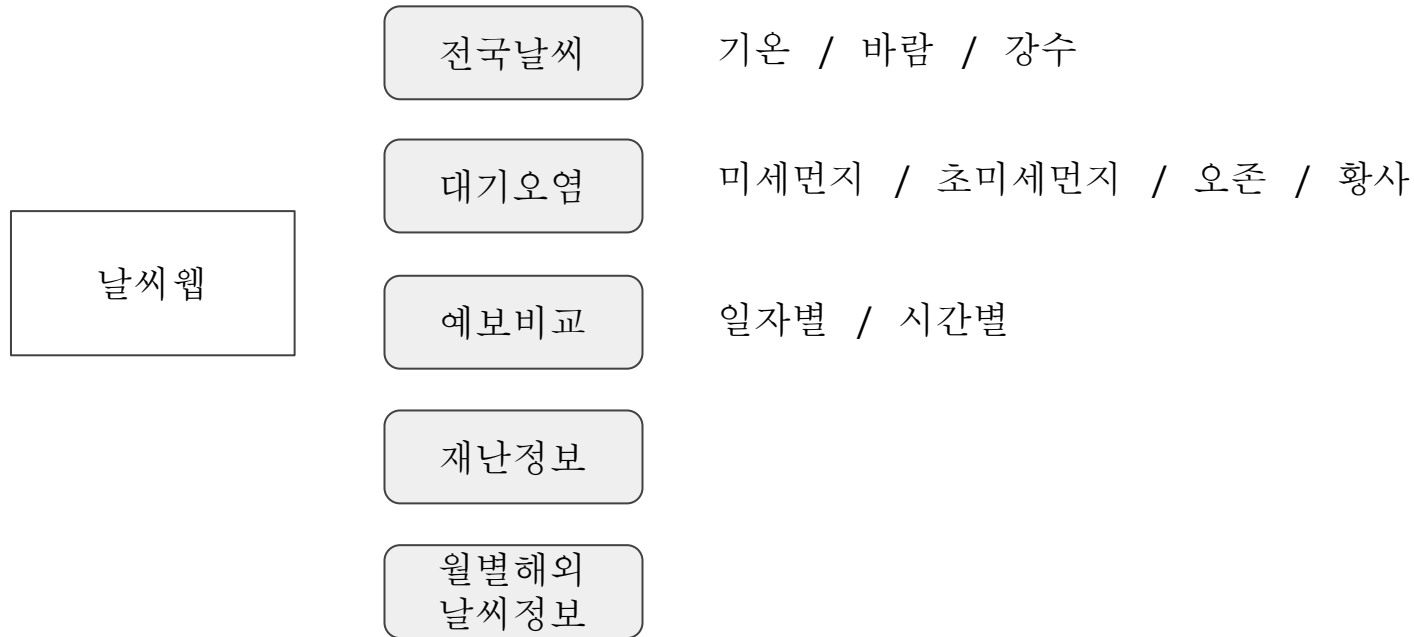 전국날씨
기온 / 바람 / 강수
대기오염
미세먼지 / 초미세먼지 / 오존 / 황사
날씨웹
예보비교
일자별 / 시간별
재난정보
월별해외
날씨정보